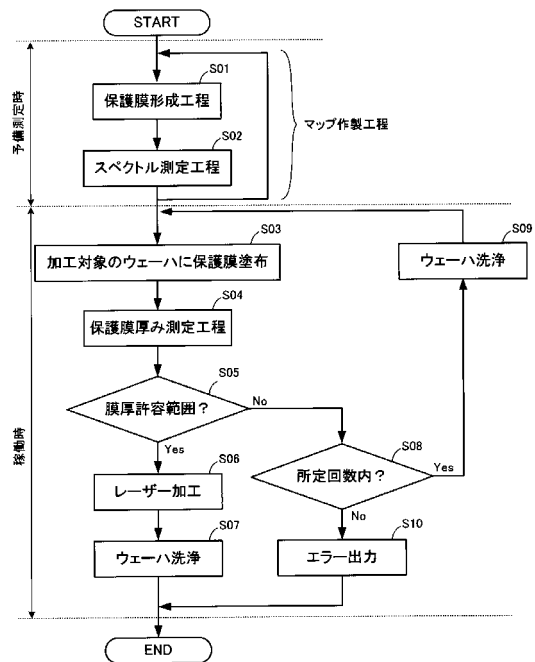 START
予備測定時
S01
保護膜形成工程
S02
スペクトル測定工程
マップ作製工程
稼働時
S03
加工対象のウェーハに保護膜塗布
S09
ウェーハ洗浄
S04
保護膜厚み測定工程
S05
膜厚許容範囲？
No
Yes
S06
レーザー加工
S07
ウェーハ洗浄
S08
所定回数内？
Yes
No
S10
エラー出力
END